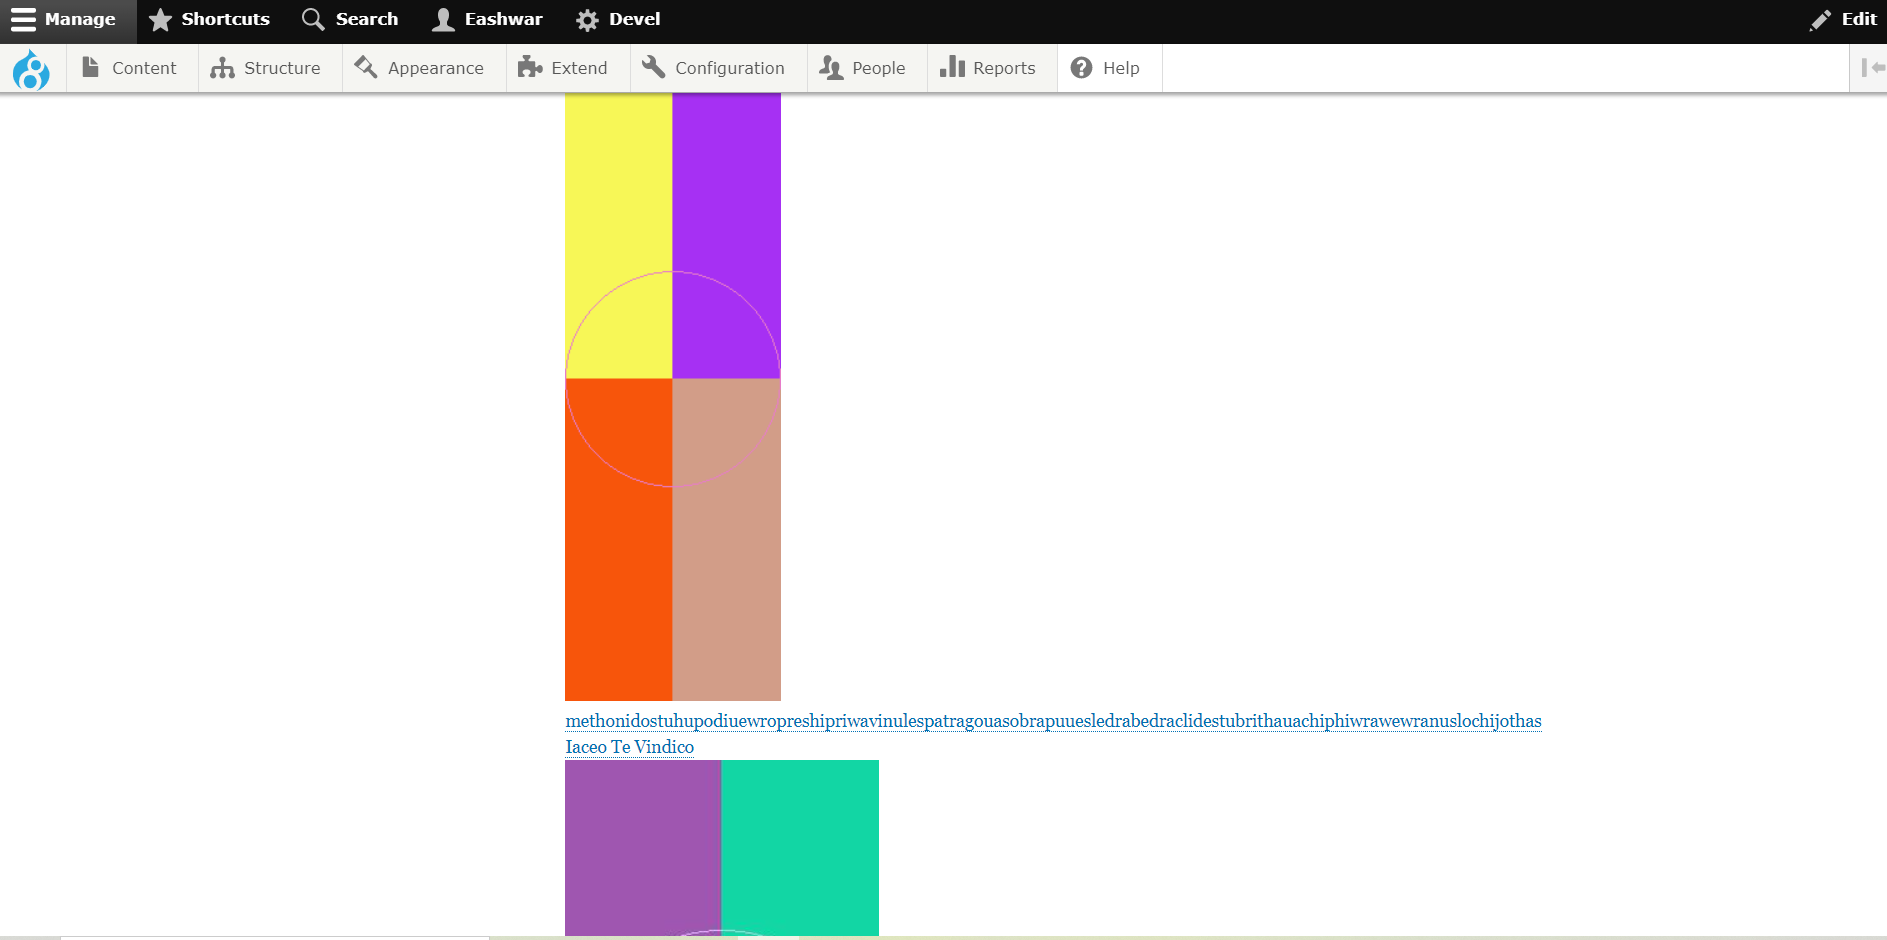 Manage Shortcuts Search Eashwar Devel Edit
Content Structure Appearance Extend Configuration People Reports Help
methonidostuhupodiuewropreshipriwavinulespatragouasobrapuuesledrabedraclidestubrithauachiphiwrawewranuslochijothas
Iaceo Te Vindico